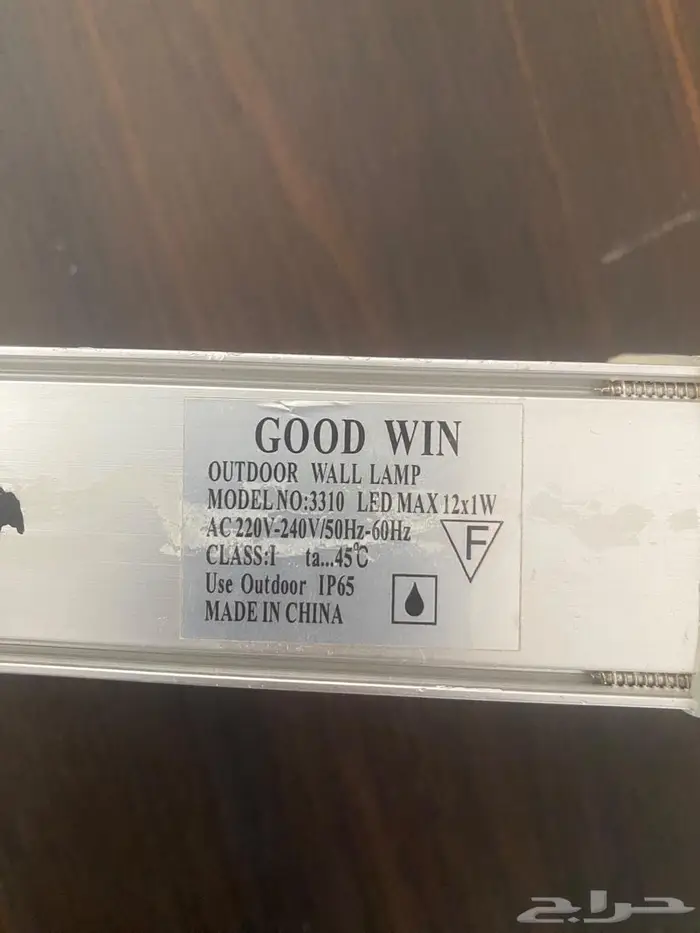 GOOD WIN
OUTDOOR WALL LAMP
MODEL NO:3310 LED MAX 12x1W
AC 220V-240V/50Hz-60Hz
F
CLASS:I ta...45℃
Use Outdoor IP65
MADE IN CHINA
حراج